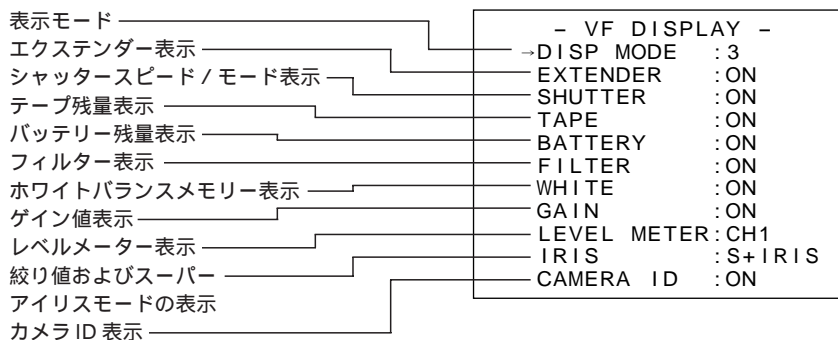 表示モード
エクステンダー表示
シャッタースピード / モード表示
テープ残量表示
バッテリー残量表示
フィルター表示
ホワイトバランスメモリー表示
ゲイン値表示
レベルメーター表示
絞り値およびスーパー
アイリスモードの表示
カメラ ID 表示
– VF DISPLAY –
→DISP MODE :3
EXTENDER :ON
SHUTTER :ON
TAPE :ON
BATTERY :ON
FILTER :ON
WHITE :ON
GAIN :ON
LEVEL METER:CH1
IRIS :S+IRIS
CAMERA ID :ON